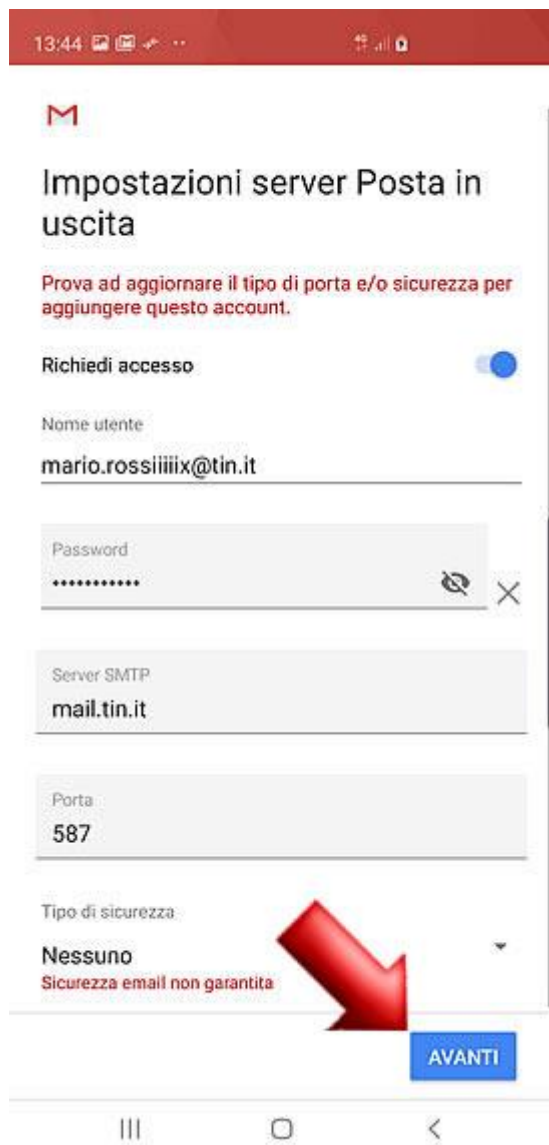 13:44
Impostazioni server Posta in
uscita
Prova ad aggiornare il tipo di porta e/o sicurezza per
aggiungere questo account.
Richiedi accesso
Nome utente
mario.rossiiiiix@tin.it
Password
•••••••••••
Server SMTP
mail.tin.it
Porta
587
Tipo di sicurezza
Nessuno
Sicurezza email non garantita
AVANTI